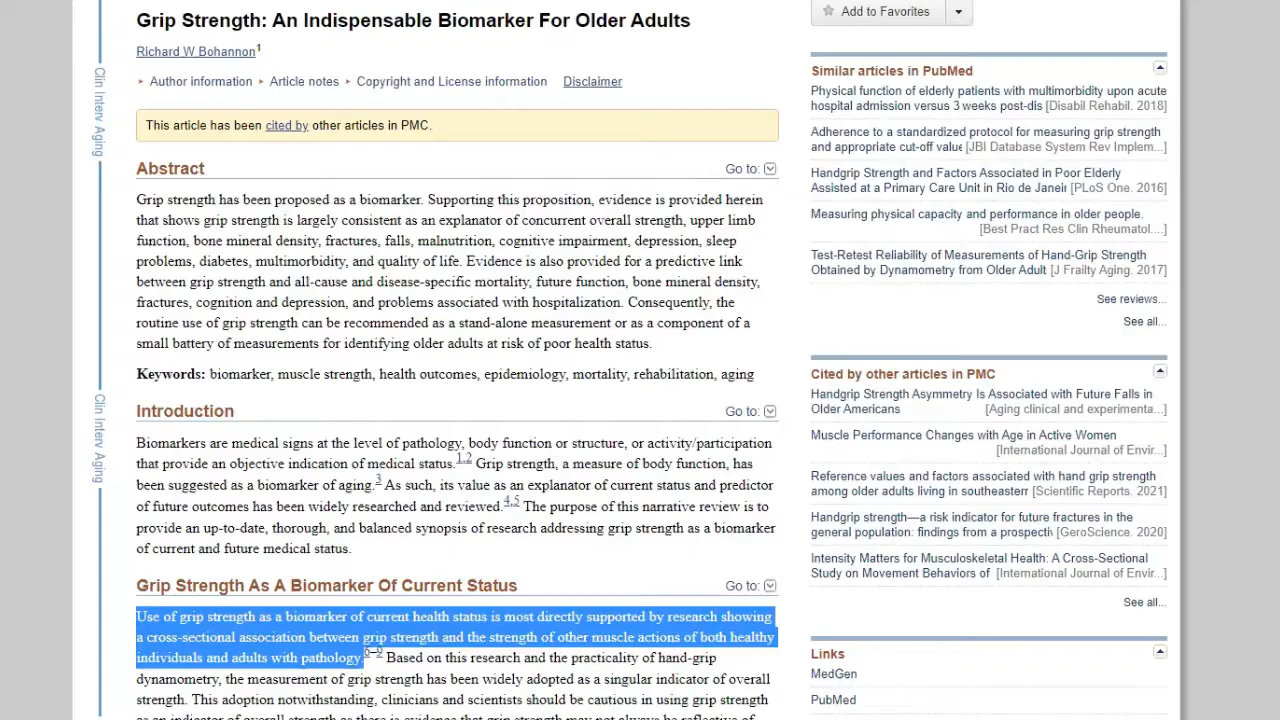 Grip Strength: An Indispensable Biomarker For Older Adults
Richard W Bohannon1
Author information Article notes Copyright and License information Disclaimer
This article has been cited by other articles in PMC.
Abstract Go to:
Grip strength has been proposed as a biomarker. Supporting this proposition, evidence is provided herein
that shows grip strength is largely consistent as an explanator of concurrent overall strength, upper limb
function, bone mineral density, fractures, falls, malnutrition, cognitive impairment, depression, sleep
problems, diabetes, multimorbidity, and quality of life. Evidence is also provided for a predictive link
between grip strength and all-cause and disease-specific mortality, future function, bone mineral density,
fractures, cognition and depression, and problems associated with hospitalization. Consequently, the
routine use of grip strength can be recommended as a stand-alone measurement or as a component of a
small battery of measurements for identifying older adults at risk of poor health status.
Keywords: biomarker, muscle strength, health outcomes, epidemiology, mortality, rehabilitation, aging
Introduction Go to:
Biomarkers are medical signs at the level of pathology, body function or structure, or activity/participation
that provide an objective indication of medical status.1,2 Grip strength, a measure of body function, has
been suggested as a biomarker of aging.3 As such, its value as an explanator of current status and predictor
of future outcomes has been widely researched and reviewed.4,5 The purpose of this narrative review is to
provide an up-to-date, thorough, and balanced synopsis of research addressing grip strength as a biomarker
of current and future medical status.
Grip Strength As A Biomarker Of Current Status Go to:
Use of grip strength as a biomarker of current health status is most directly supported by research showing
a cross-sectional association between grip strength and the strength of other muscle actions of both healthy
individuals and adults with pathology.6–9 Based on this research and the practicality of hand-grip
dynamometry, the measurement of grip strength has been widely adopted as a singular indicator of overall
strength. This adoption notwithstanding, clinicians and scientists should be cautious in using grip strength
as an indicator of overall strength as there is evidence that grip strength may not always be reflective of
Clin Interv Aging
Clin Interv Aging
Add to Favorites
Similar articles in PubMed
Physical function of elderly patients with multimorbidity upon acute
hospital admission versus 3 weeks post-dis [Disabil Rehabil. 2018]
Adherence to a standardized protocol for measuring grip strength
and appropriate cut-off value [JBI Database System Rev Implem...]
Handgrip Strength and Factors Associated in Poor Elderly
Assisted at a Primary Care Unit in Rio de Janei [PLoS One. 2016]
Measuring physical capacity and performance in older people.
[Best Pract Res Clin Rheumatol....]
Test-Retest Reliability of Measurements of Hand-Grip Strength
Obtained by Dynamometry from Older Adult [J Frailty Aging. 2017]
See reviews...
See all...
Cited by other articles in PMC
Handgrip Strength Asymmetry Is Associated with Future Falls in
Older Americans [Aging clinical and experimenta...]
Muscle Performance Changes with Age in Active Women
[International Journal of Envir...]
Reference values and factors associated with hand grip strength
among older adults living in southeastern [Scientific Reports. 2021]
Handgrip strength—a risk indicator for future fractures in the
general population: findings from a prospecti [GeroScience. 2020]
Intensity Matters for Musculoskeletal Health: A Cross-Sectional
Study on Movement Behaviors of [International Journal of Envir...]
See all...
Links
MedGen
PubMed